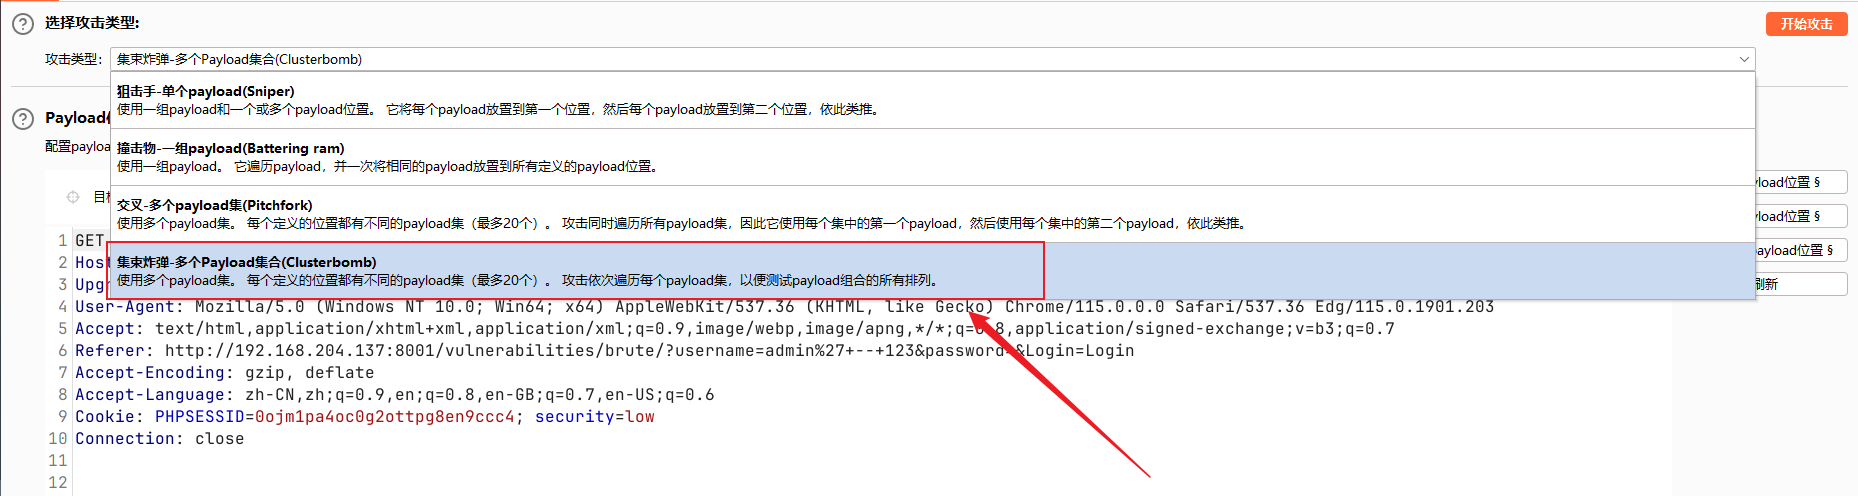 选择攻击类型:
开始攻击
攻击类型: 集束炸弹-多个Payload集合(Clusterbomb)
狙击手-单个payload(Sniper)
使用一组payload和一个或多个payload位置。 它将每个payload放置到第一个位置，然后每个payload放置到第二个位置，依此类推。
Payload
配置payloa
撞击物-一组payload(Battering ram)
使用一组payload。 它遍历payload，并一次将相同的payload放置到所有定义的payload位置。
yload位置 §
目
交叉-多个payload集(Pitchfork)
使用多个payload集。 每个定义的位置都有不同的payload集（最多20个）。 攻击同时遍历所有payload集，因此它使用每个集中的第一个payload，然后使用每个集中的第二个payload，依此类推。
yload位置 §
1 GET
ayload位置 §
2 Host
集束炸弹-多个Payload集合(Clusterbomb)
使用多个payload集。 每个定义的位置都有不同的payload集（最多20个）。 攻击依次遍历每个payload集，以便测试payload组合的所有排列。
3 Upgr
刷新
4 User-Agent: Mozilla/5.0 (Windows NT 10.0; Win64; x64) AppleWebKit/537.36 (KHTML, like Gecko) Chrome/115.0.0.0 Safari/537.36 Edg/115.0.1901.203
5 Accept: text/html,application/xhtml+xml,application/xml;q=0.9,image/webp,image/apng,*/*;q=0.8,application/signed-exchange;v=b3;q=0.7
6 Referer: http://192.168.204.137:8001/vulnerabilities/brute/?username=admin%27+--+123&password=&Login=Login
7 Accept-Encoding: gzip, deflate
8 Accept-Language: zh-CN,zh;q=0.9,en;q=0.8,en-GB;q=0.7,en-US;q=0.6
9 Cookie: PHPSESSID=0ojm1pa4oc0g2ottpg8en9ccc4; security=low
10 Connection: close
11
12